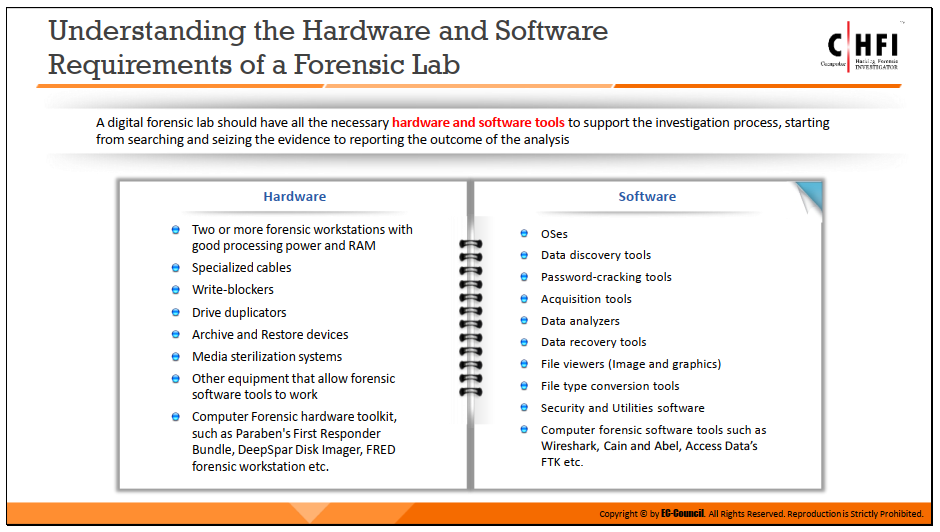 Understanding the Hardware and Software
Requirements of a Forensic Lab
C HFI
Computer Hacking Forensic
INVESTIGATOR
A digital forensic lab should have all the necessary hardware and software tools to support the investigation process, starting
from searching and seizing the evidence to reporting the outcome of the analysis
Hardware
Two or more forensic workstations with
good processing power and RAM
Specialized cables
Write-blockers
Drive duplicators
Archive and Restore devices
Media sterilization systems
Other equipment that allow forensic
software tools to work
Computer Forensic hardware toolkit,
such as Paraben's First Responder
Bundle, DeepSpar Disk Imager, FRED
forensic workstation etc.
Software
OSes
Data discovery tools
Password-cracking tools
Acquisition tools
Data analyzers
Data recovery tools
File viewers (Image and graphics)
File type conversion tools
Security and Utilities software
Computer forensic software tools such as
Wireshark, Cain and Abel, Access Data’s
FTK etc.
Copyright © by EC-Council. All Rights Reserved. Reproduction is Strictly Prohibited.